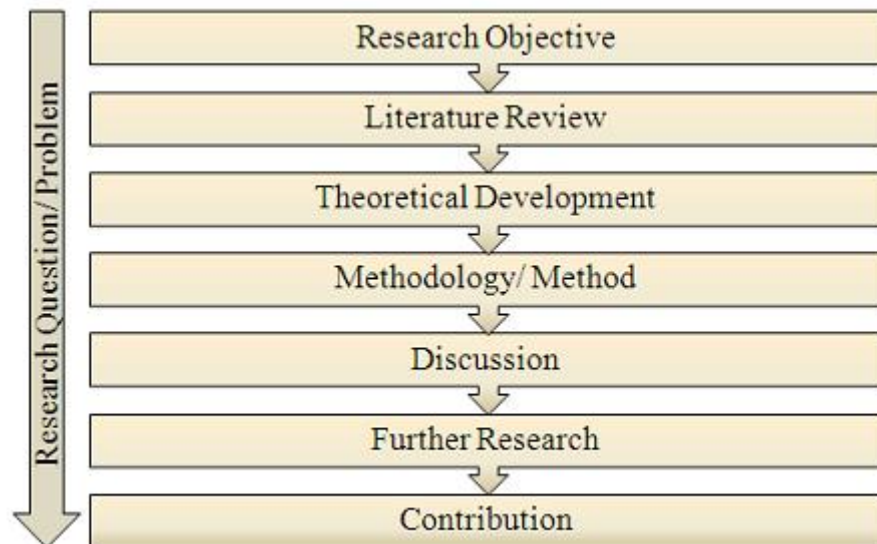 Research Question/ Problem
Research Objective
Literature Review
Theoretical Development
Methodology/ Method
Discussion
Further Research
Contribution